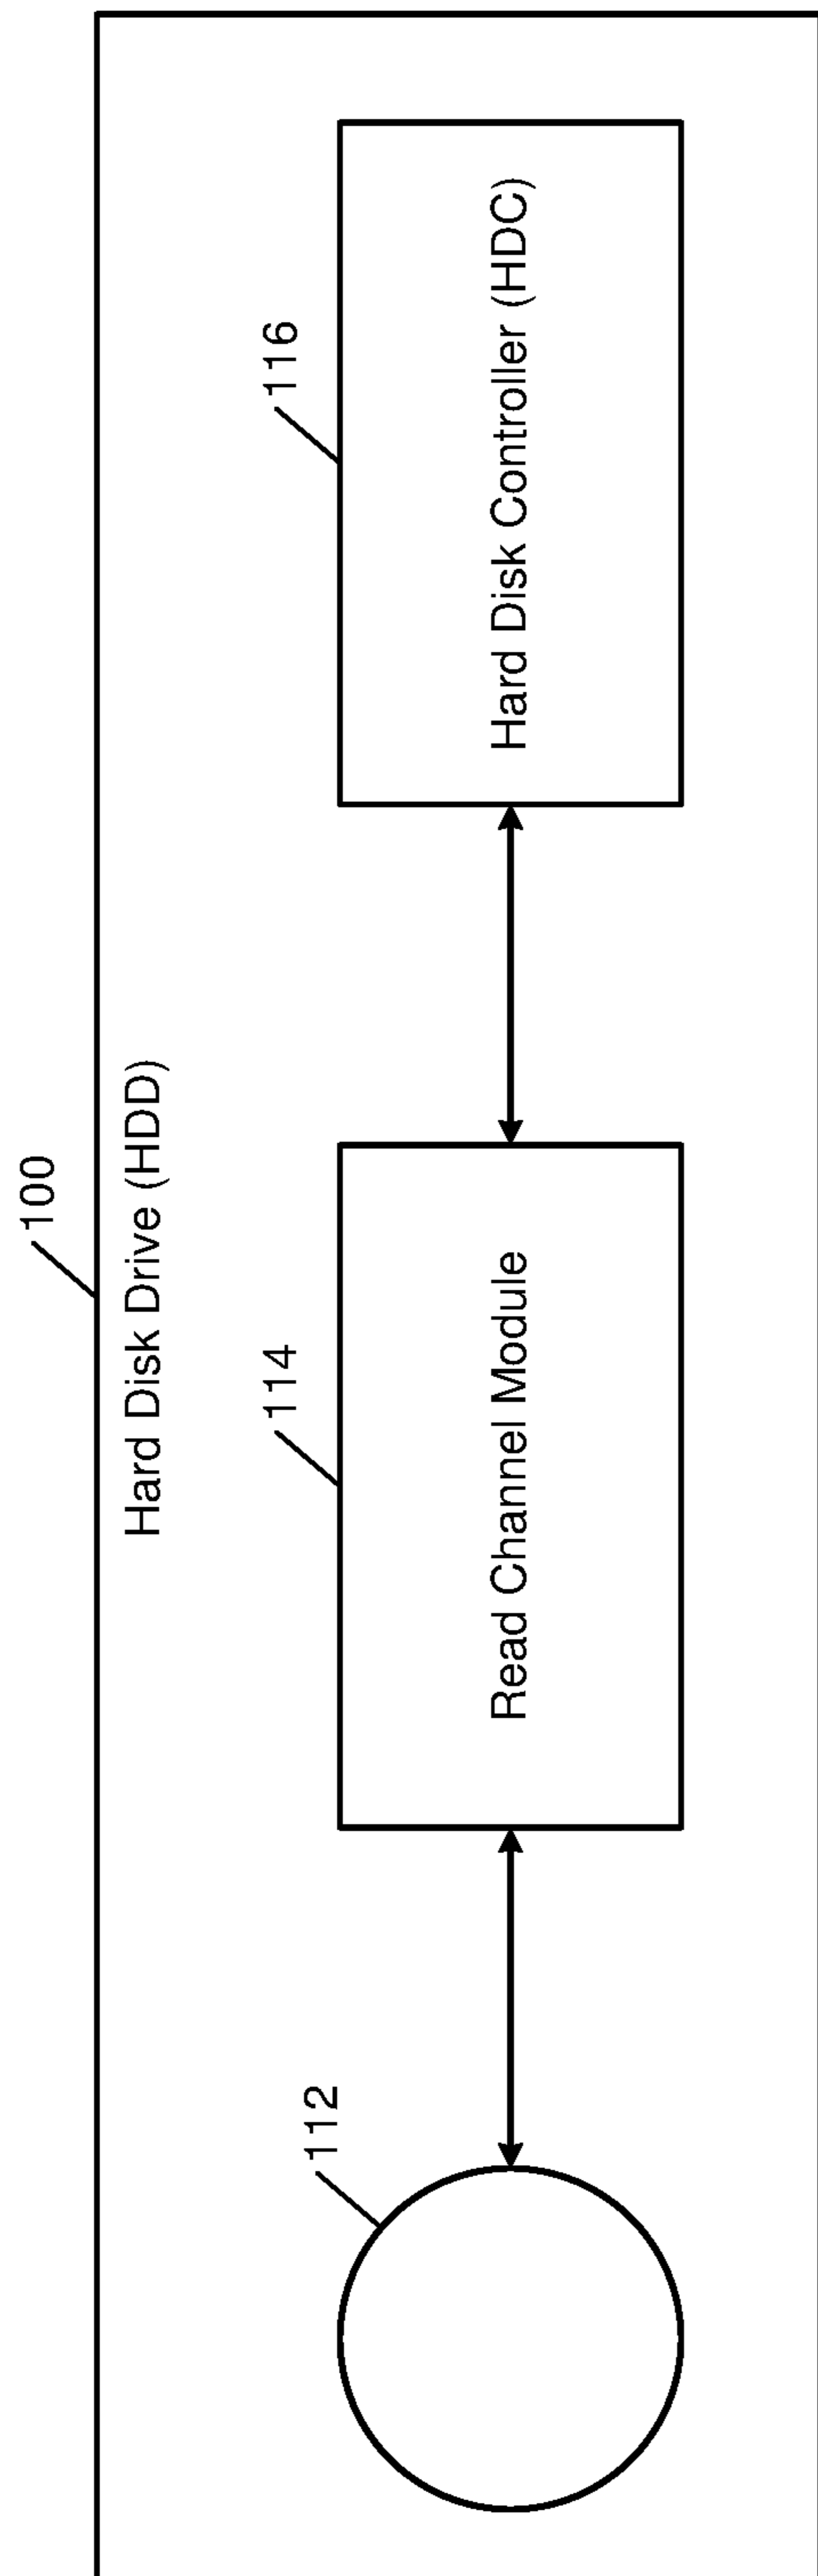 100
Hard Disk Drive (HDD)
112
114
116
Read Channel Module
Hard Disk Controller (HDC)